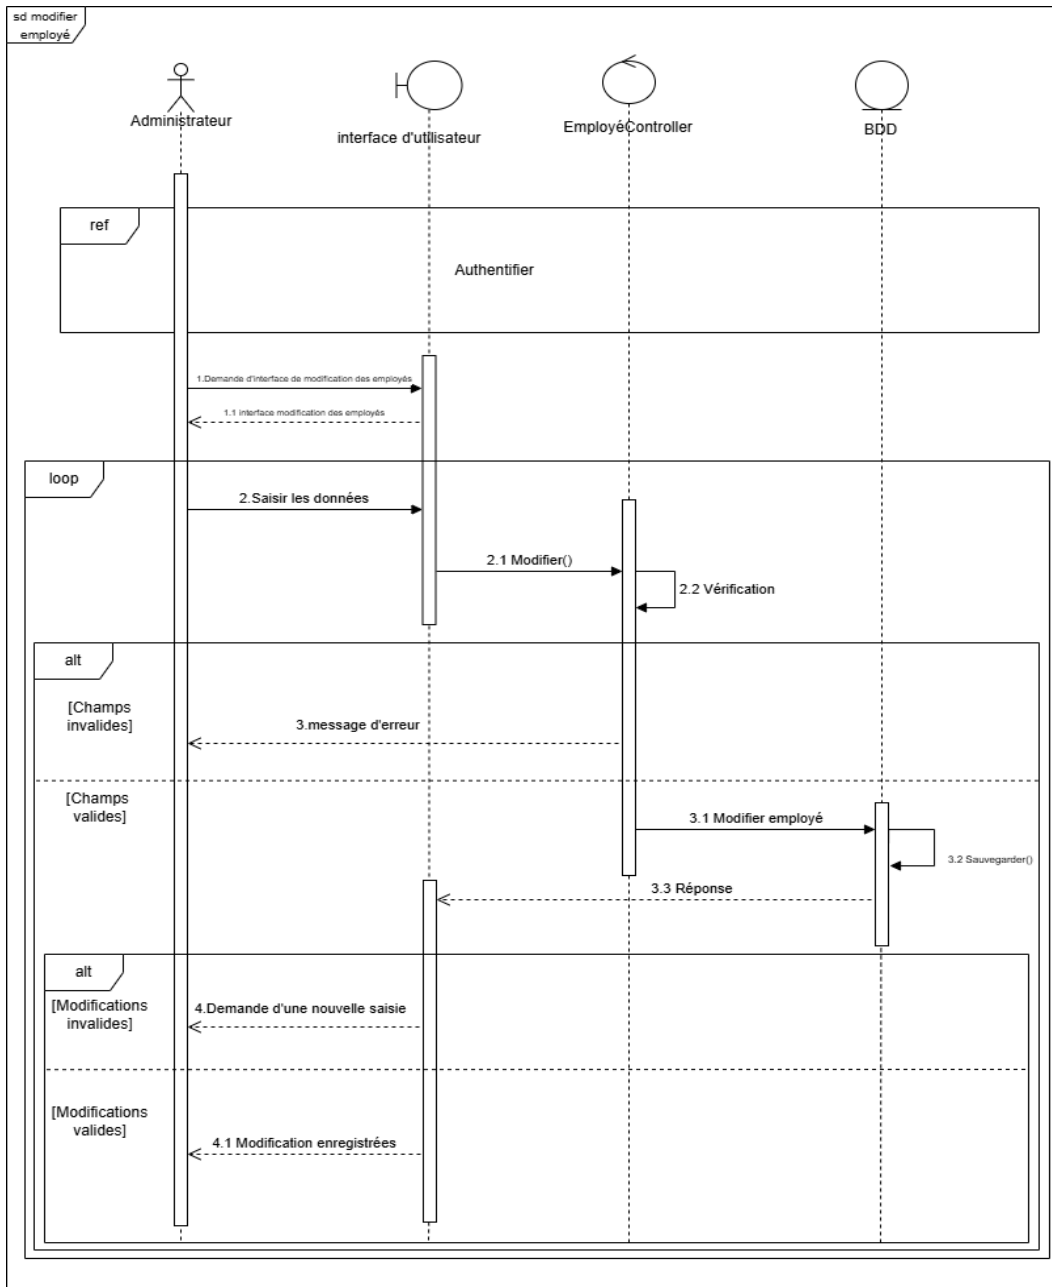 sd modifier
employé
Administrateur
interface d'utilisateur
EmployéController
BDD
ref
Authentifier
1.Demande d'interface de modification des employés
1.1 interface modification des employés
loop
2.Saisir les données
2.1 Modifier()
2.2 Vérification
alt
[Champs
invalides]
3.message d'erreur
[Champs
valides]
3.1 Modifier employé
3.2 Sauvegarder()
3.3 Réponse
alt
[Modifications
invalides]
4.Demande d'une nouvelle saisie
[Modifications
valides]
4.1 Modification enregistrées